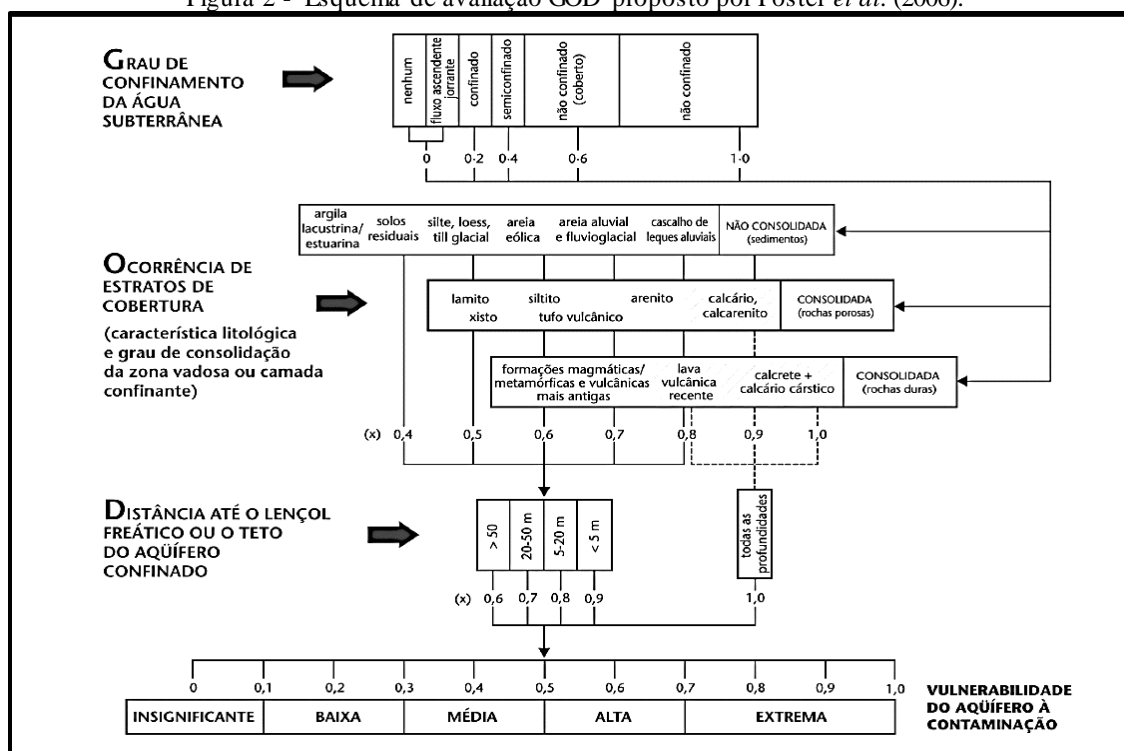 Figura 2 - Esquema de avaliação GOD proposto por Foster et al. (2006).
GRAU DE
CONFINAMENTO
DA ÁGUA
SUBTERRÂNEA
nenhum
fluxo ascendente
jorrante
confinado
semiconfinado
não confinado
(coberto)
não confinado
0 0·2 0·4 0·6 1·0
OCORRÊNCIA DE
ESTRATOS DE
COBERTURA
(característica litológica
e grau de consolidação
da zona vadosa ou camada
confinante)
argila
lacustrina/
estuarina
solos
residuais
silte, loess,
till glacial
areia
eólica
areia aluvial
e fluvioglacial
cascalho de
leques aluviais
NÃO CONSOLIDADA
(sedimentos)
lamito
xisto
siltito
tufo vulcânico
arenito
calcário,
calcarenito
CONSOLIDADA
(rochas porosas)
formações magmáticas/
metamórficas e vulcânicas
mais antigas
lava
vulcânica
recente
calcrete +
calcário cárstico
CONSOLIDADA
(rochas duras)
(x) 0,4 0,5 0,6 0,7 0,8 0,9 1,0
DISTÂNCIA ATÉ O LENÇOL
FREÁTICO OU O TETO
DO AQÜÍFERO
CONFINADO
> 50
20-50 m
5-20 m
< 5 m
todas as
profundidades
(x) 0,6 0,7 0,8 0,9 1,0
0 0,1 0,2 0,3 0,4 0,5 0,6 0,7 0,8 0,9 1,0
INSIGNIFICANTE BAIXA MÉDIA ALTA EXTREMA
VULNERABILIDADE
DO AQÜÍFERO À
CONTAMINAÇÃO